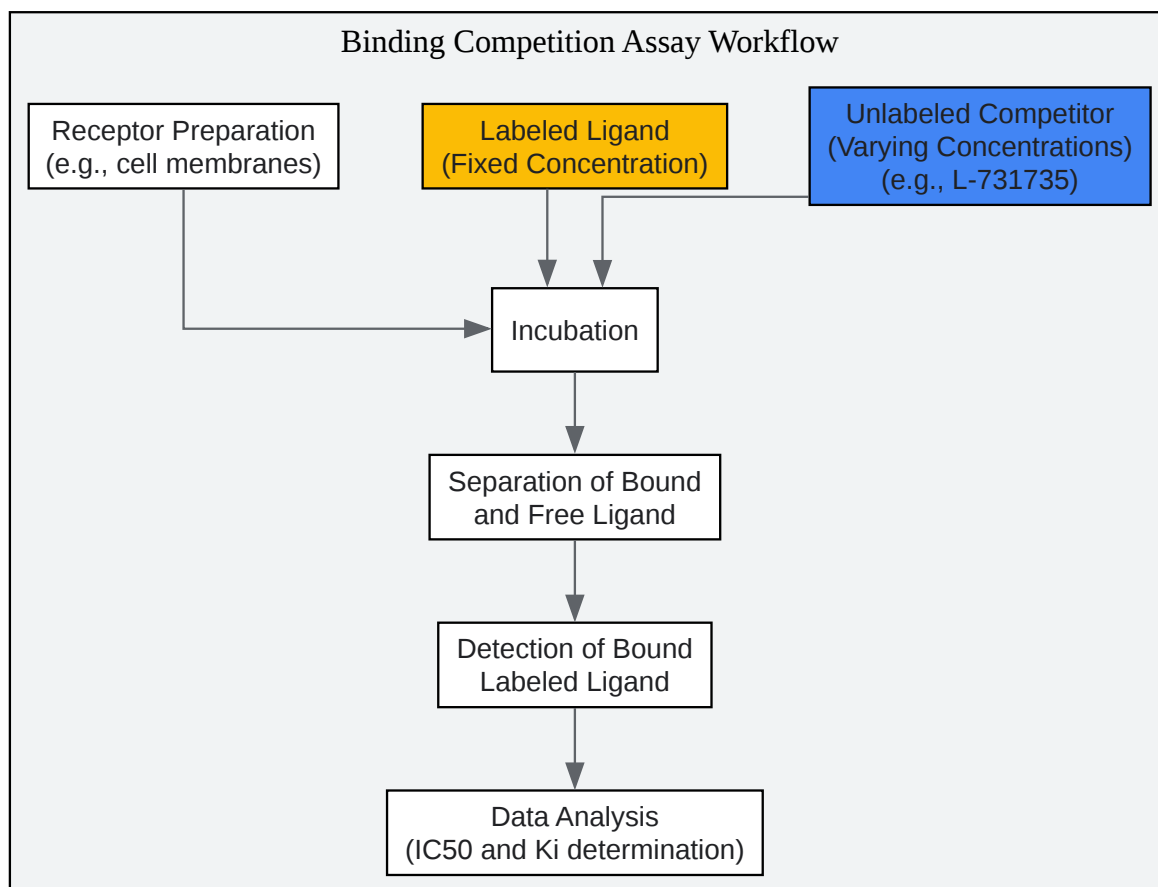 Binding Competition Assay Workflow
Receptor Preparation
(e.g., cell membranes)
Labeled Ligand
(Fixed Concentration)
Unlabeled Competitor
(Varying Concentrations)
(e.g., L-731735)
Incubation
Separation of Bound
and Free Ligand
Detection of Bound
Labeled Ligand
Data Analysis
(IC50 and Ki determination)